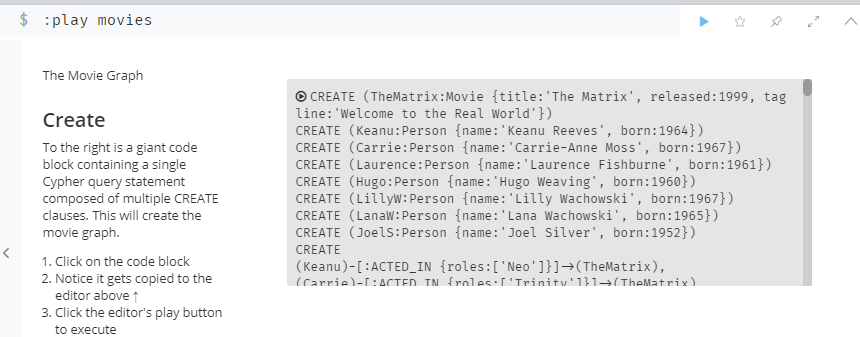 $ :play movies
The Movie Graph
Create
To the right is a giant code
block containing a single
Cypher query statement
composed of multiple CREATE
clauses. This will create the
movie graph.
1. Click on the code block
2. Notice it gets copied to the
editor above ↑
3. Click the editor's play button
to execute
CREATE (TheMatrix:Movie {title:'The Matrix', released:1999, tag
line:'Welcome to the Real World'})
CREATE (Keanu:Person {name:'Keanu Reeves', born:1964})
CREATE (Carrie:Person {name:'Carrie-Anne Moss', born:1967})
CREATE (Laurence:Person {name:'Laurence Fishburne', born:1961})
CREATE (Hugo:Person {name:'Hugo Weaving', born:1960})
CREATE (LillyW:Person {name:'Lilly Wachowski', born:1967})
CREATE (LanaW:Person {name:'Lana Wachowski', born:1965})
CREATE (JoelS:Person {name:'Joel Silver', born:1952})
CREATE
(Keanu)-[:ACTED_IN {roles:['Neo']}]→(TheMatrix),
(Carrie)-[:ACTED_IN {roles:['Trinity']}]→(TheMatrix)